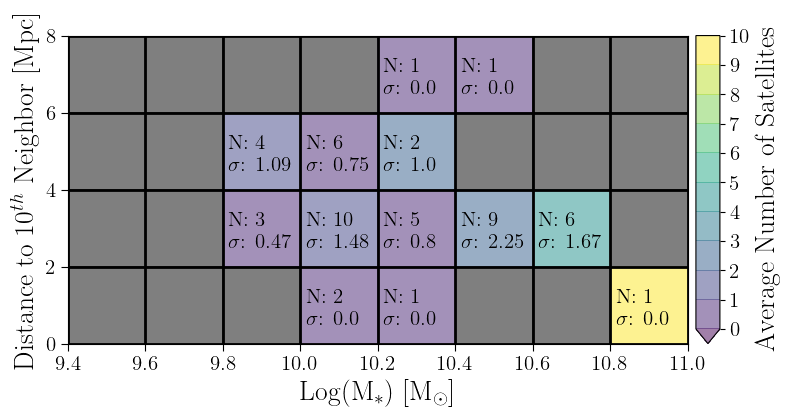 Distance to 10^{th} Neighbor [Mpc]
8
6
4
2
0
N: 1
σ: 0.0
N: 1
σ: 0.0
N: 4
σ: 1.09
N: 6
σ: 0.75
N: 2
σ: 1.0
N: 3
σ: 0.47
N: 10
σ: 1.48
N: 5
σ: 0.8
N: 9
σ: 2.25
N: 6
σ: 1.67
N: 2
σ: 0.0
N: 1
σ: 0.0
N: 1
σ: 0.0
9.4 9.6 9.8 10.0 10.2 10.4 10.6 10.8 11.0
Log(M_*) [M_⊙]
10
9
8
7
6
5
4
3
2
1
0
Average Number of Satellites